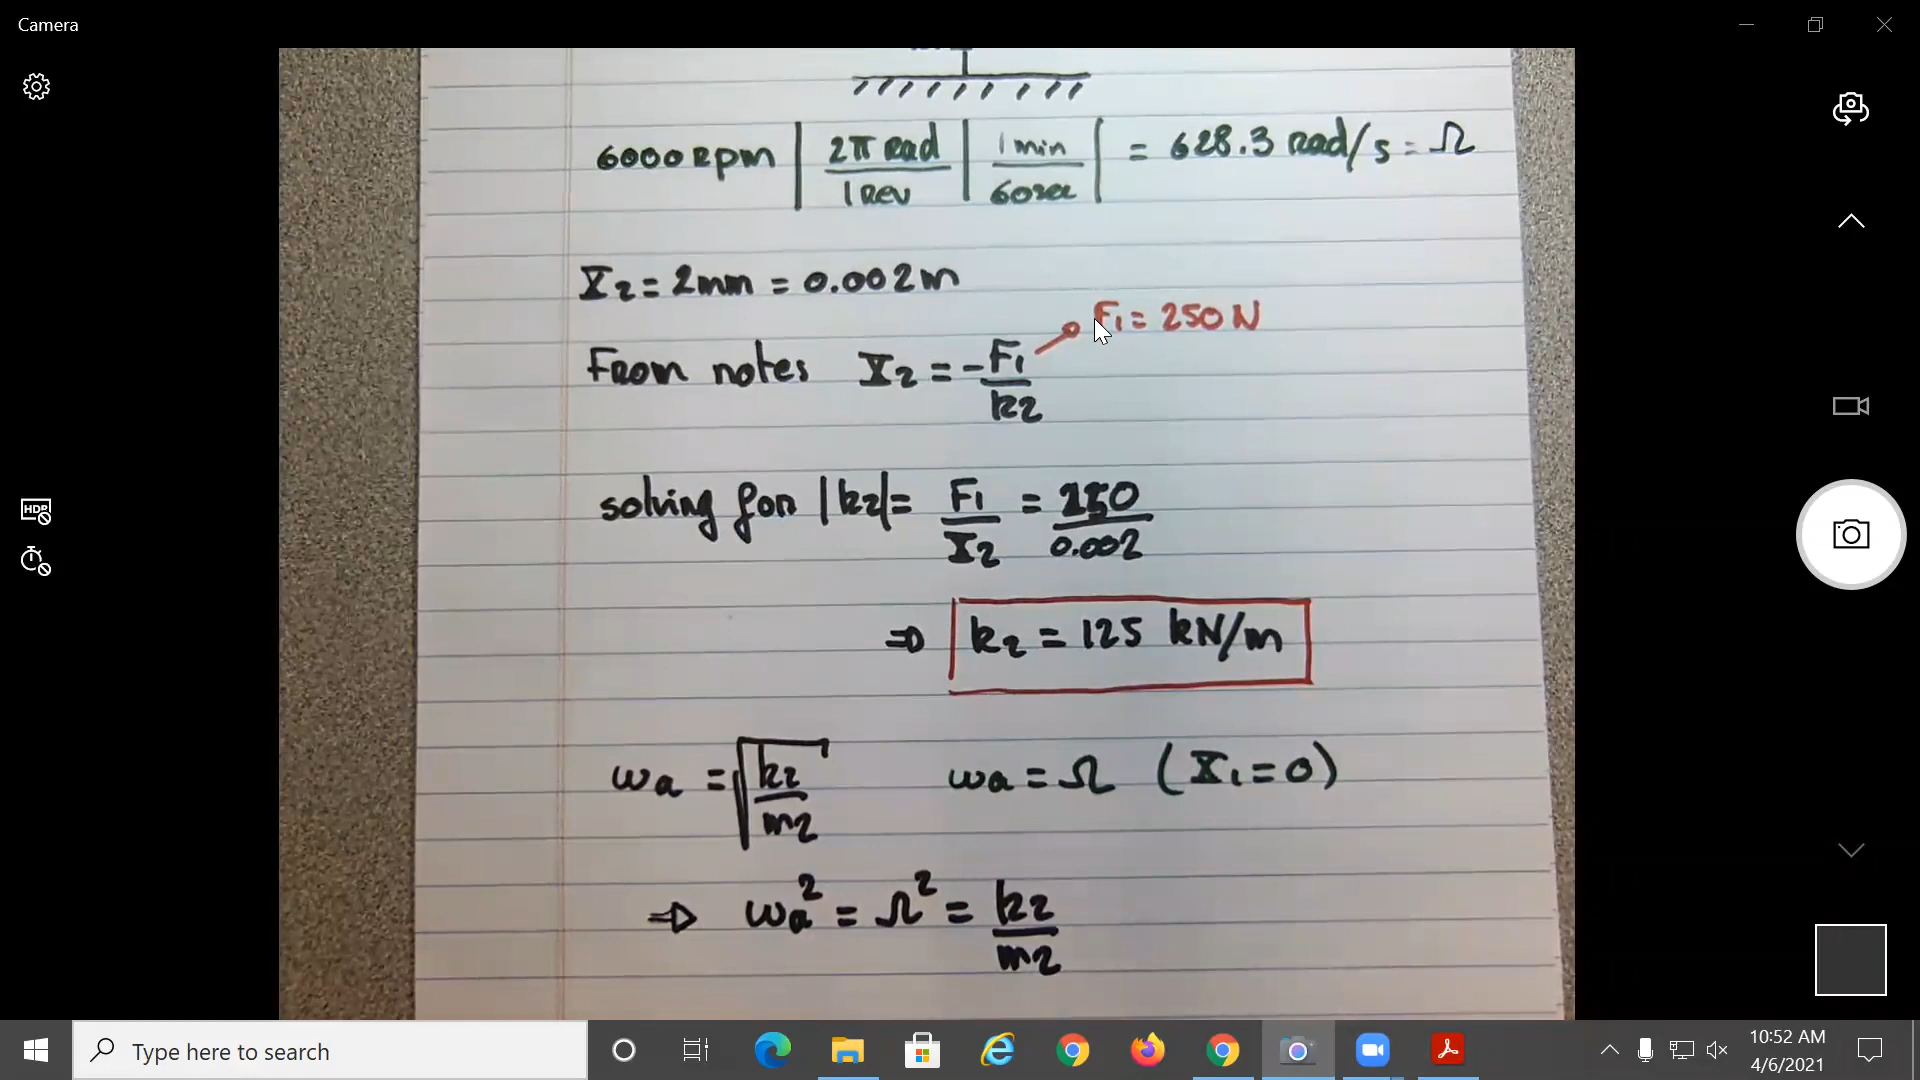 Camera
6000 Rpm | 2π Rad / 1 Rev | 1 min / 60 sec | = 628.3 Rad/s = Ω
X2 = 2mm = 0.002m
F1 = 250 N
From notes X2 = -F1/k2
solving for |k2| = F1/X2 = 250/0.002
⇒ k2 = 125 kN/m
ωa = √(k2/m2) ωa = Ω (X1 = 0)
⇒ ωa² = Ω² = k2/m2
Type here to search
10:52 AM
4/6/2021